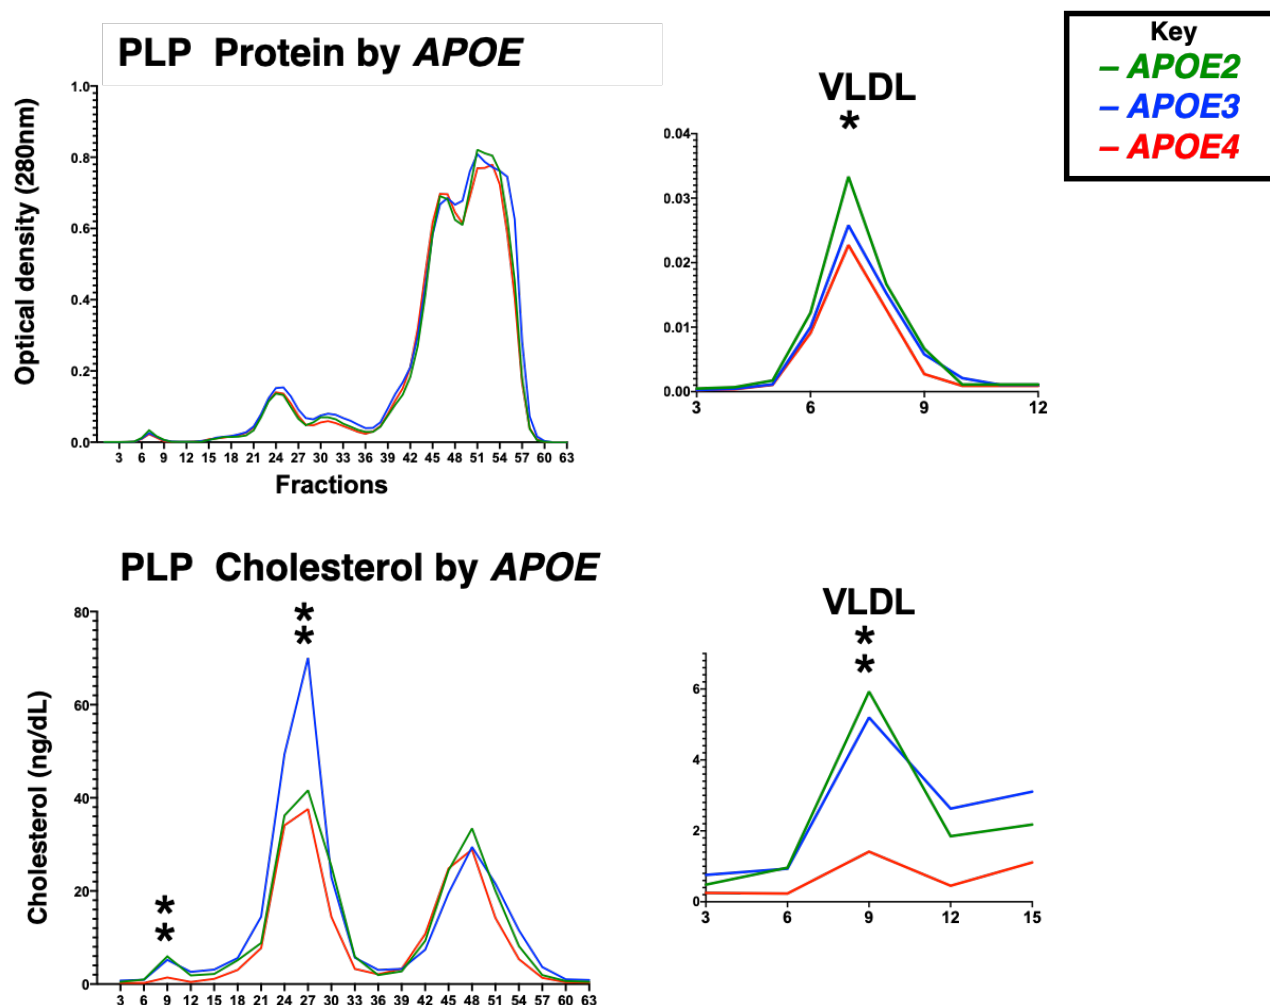 PLP Protein by APOE
Optical density (280nm)
1.0
0.8
0.6
0.4
0.2
0.0
3 6 9 12 15 18 21 24 27 30 33 36 39 42 45 48 51 54 57 60 63
Fractions
VLDL
*
0.04
0.03
0.02
0.01
0.00
3 6 9 12
Key
– APOE2
– APOE3
– APOE4
PLP Cholesterol by APOE
Cholesterol (ng/dL)
*
*
*
*
80
60
40
20
0
3 6 9 12 15 18 21 24 27 30 33 36 39 42 45 48 51 54 57 60 63
VLDL
*
*
6
4
2
0
3 6 9 12 15